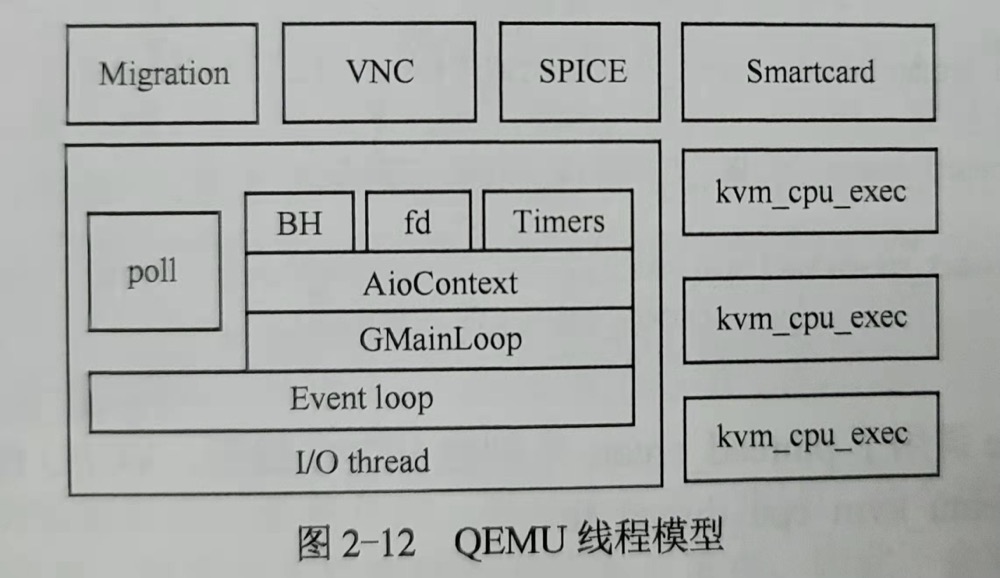 Migration
VNC
SPICE
Smartcard
poll
BH
fd
Timers
AioContext
GMainLoop
Event loop
I/O thread
kvm_cpu_exec
kvm_cpu_exec
kvm_cpu_exec
图 2-12 QEMU 线程模型